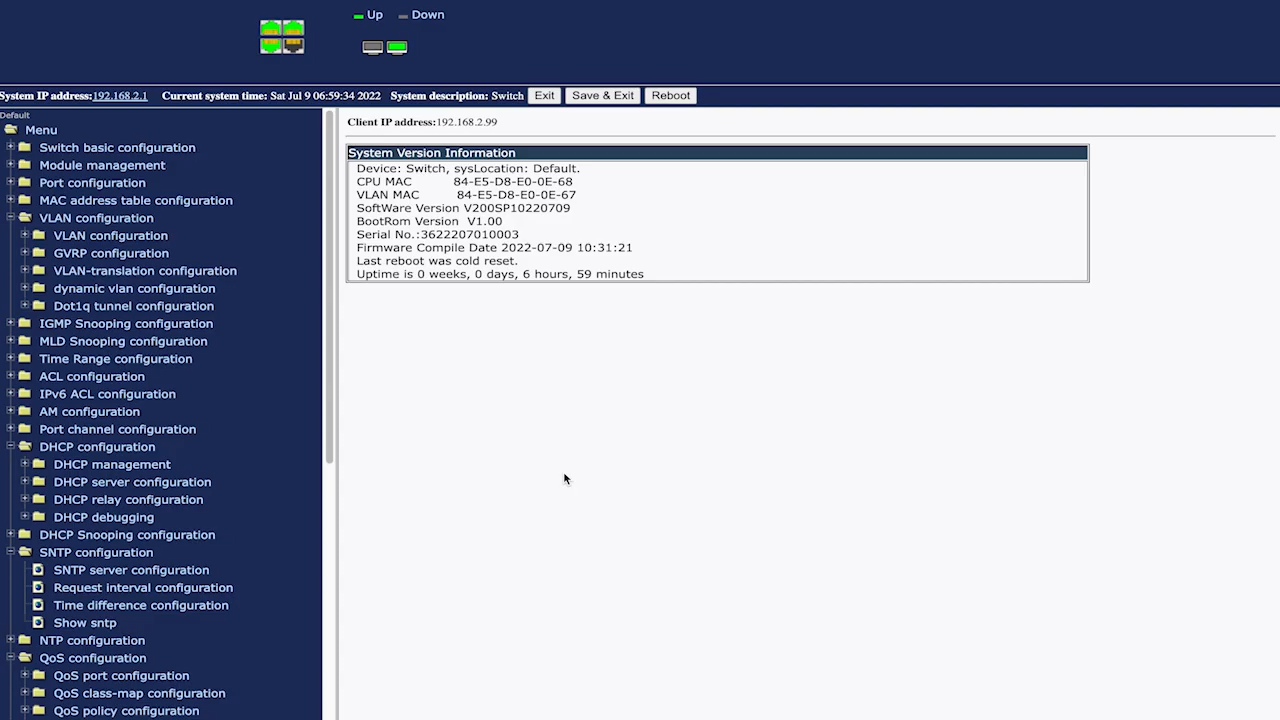 Up Down
System IP address:192.168.2.1 Current system time: Sat Jul 9 06:59:34 2022 System description: Switch Exit Save & Exit Reboot
Default
Menu
Switch basic configuration
Module management
Port configuration
MAC address table configuration
VLAN configuration
VLAN configuration
GVRP configuration
VLAN-translation configuration
dynamic vlan configuration
Dot1q tunnel configuration
IGMP Snooping configuration
MLD Snooping configuration
Time Range configuration
ACL configuration
IPv6 ACL configuration
AM configuration
Port channel configuration
DHCP configuration
DHCP management
DHCP server configuration
DHCP relay configuration
DHCP debugging
DHCP Snooping configuration
SNTP configuration
SNTP server configuration
Request interval configuration
Time difference configuration
Show sntp
NTP configuration
QoS configuration
QoS port configuration
QoS class-map configuration
QoS policy configuration
Client IP address:192.168.2.99
System Version Information
Device: Switch, sysLocation: Default.
CPU MAC 84-E5-D8-E0-0E-68
VLAN MAC 84-E5-D8-E0-0E-67
SoftWare Version V200SP10220709
BootRom Version V1.00
Serial No.:3622207010003
Firmware Compile Date 2022-07-09 10:31:21
Last reboot was cold reset.
Uptime is 0 weeks, 0 days, 6 hours, 59 minutes